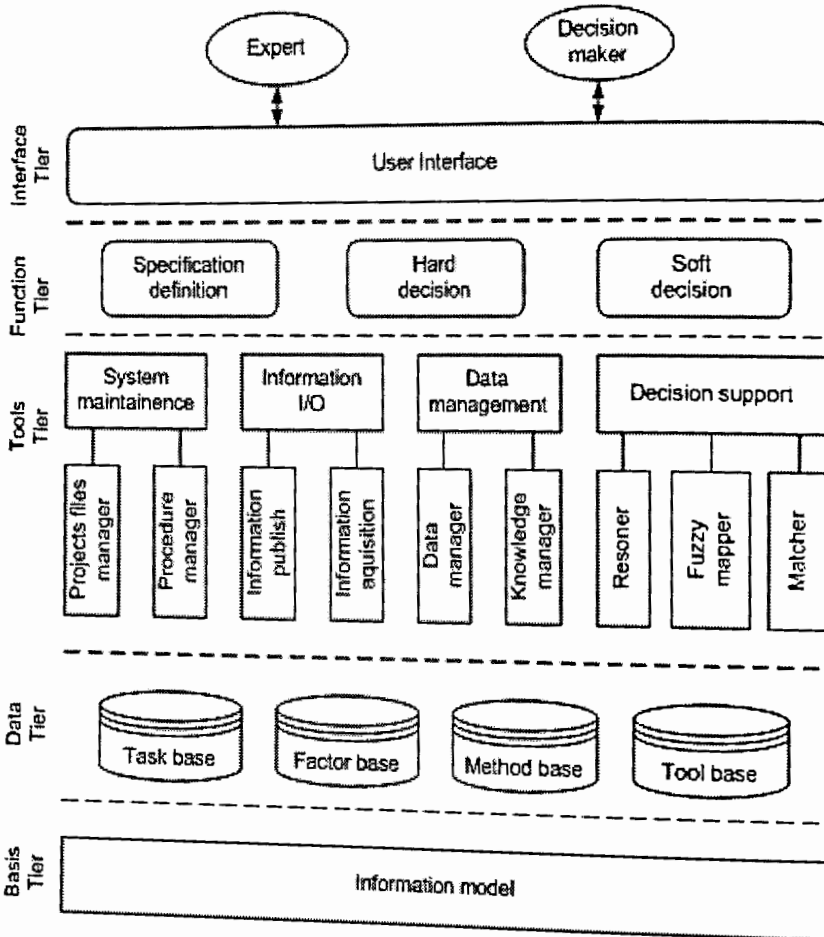 Expert
Decision
maker
Interface
Tier
User Interface
Function
Tier
Specification
definition
Hard
decision
Soft
decision
Tools
Tier
System
maintainence
Information
I/O
Data
management
Decision support
Projects files
manager
Procedure
manager
Information
publish
Information
aquisition
Data
manager
Knowledge
manager
Resoner
Fuzzy
mapper
Matcher
Data
Tier
Task base
Factor base
Method base
Tool base
Basis
Tier
Information model